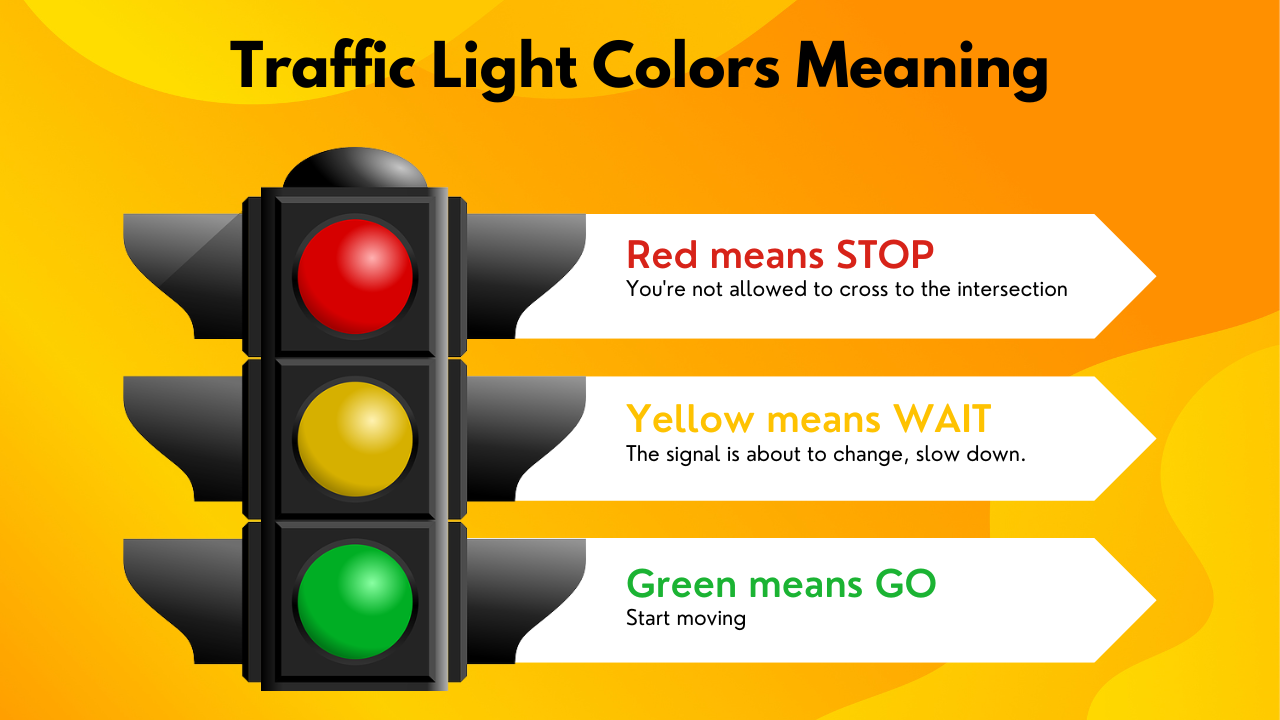 Traffic Light Colors Meaning
Red means STOP
You're not allowed to cross to the intersection
Yellow means WAIT
The signal is about to change, slow down.
Green means GO
Start moving